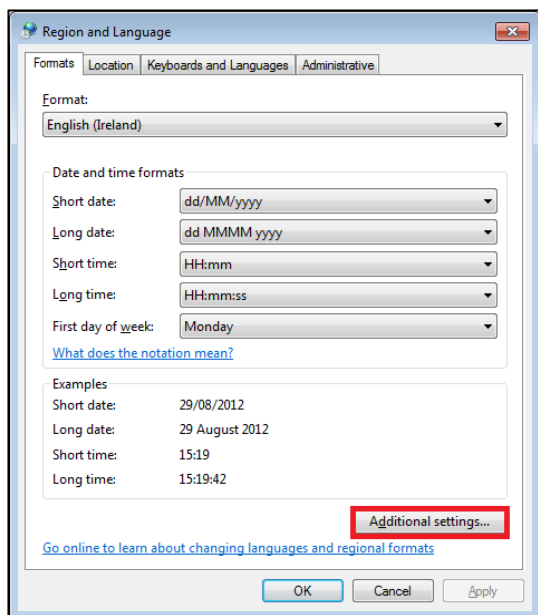 Region and Language
Formats Location Keyboards and Languages Administrative
Format:
English (Ireland)
Date and time formats
Short date: dd/MM/yyyy
Long date: dd MMMM yyyy
Short time: HH:mm
Long time: HH:mm:ss
First day of week: Monday
What does the notation mean?
Examples
Short date: 29/08/2012
Long date: 29 August 2012
Short time: 15:19
Long time: 15:19:42
Additional settings...
Go online to learn about changing languages and regional formats
OK Cancel Apply